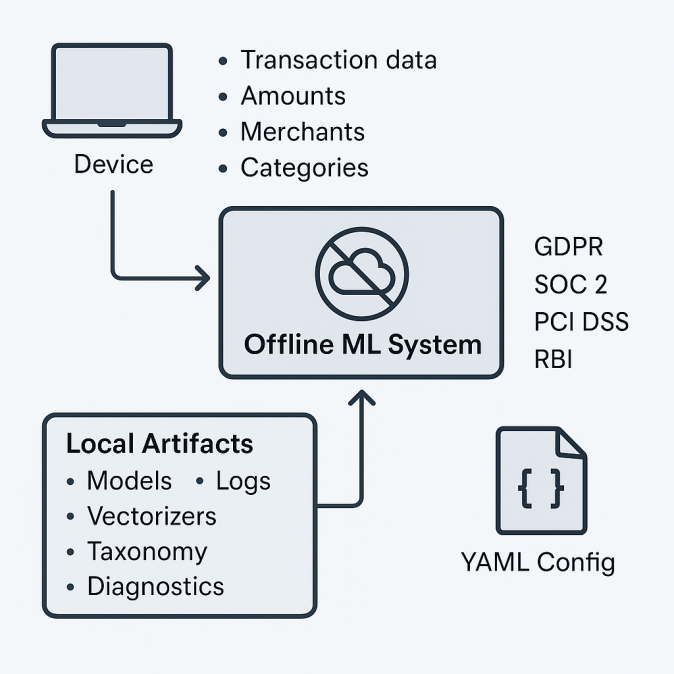 Device
• Transaction data
• Amounts
• Merchants
• Categories
Offline ML System
GDPR
SOC 2
PCI DSS
RBI
Local Artifacts
• Models • Logs
• Vectorizers
• Taxonomy
• Diagnostics
{ }
YAML Config